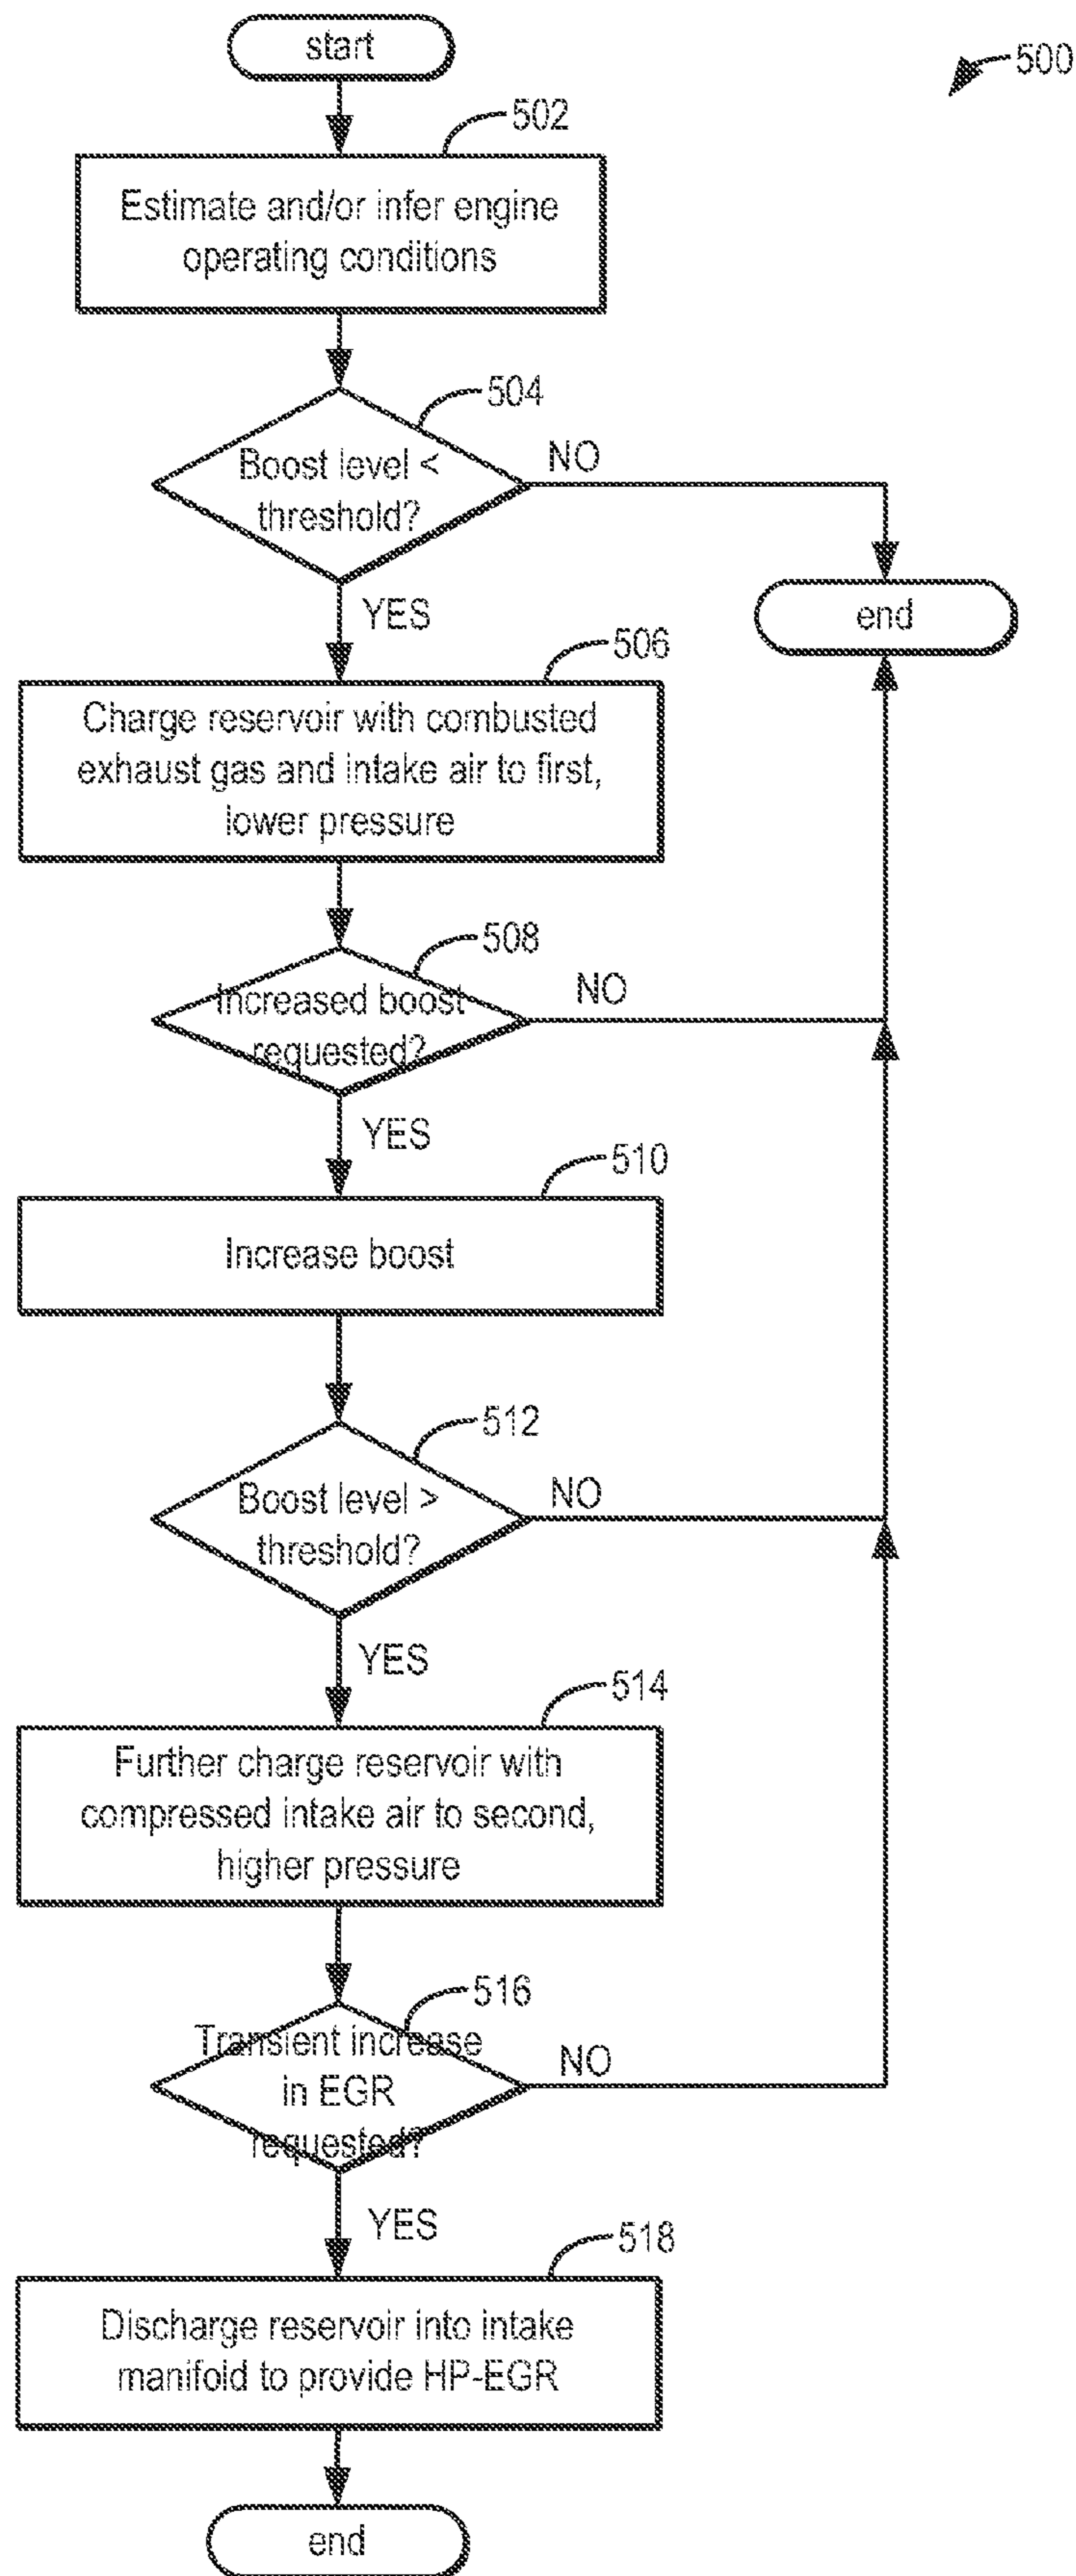 start
500
502
Estimate and/or infer engine
operating conditions
504
Boost level <
threshold?
NO
YES
end
506
Charge reservoir with combusted
exhaust gas and intake air to first,
lower pressure
508
Increased boost
requested?
NO
YES
510
Increase boost
512
Boost level >
threshold?
NO
YES
514
Further charge reservoir with
compressed intake air to second,
higher pressure
516
Transient increase
in EGR
requested?
NO
YES
518
Discharge reservoir into intake
manifold to provide HP-EGR
end